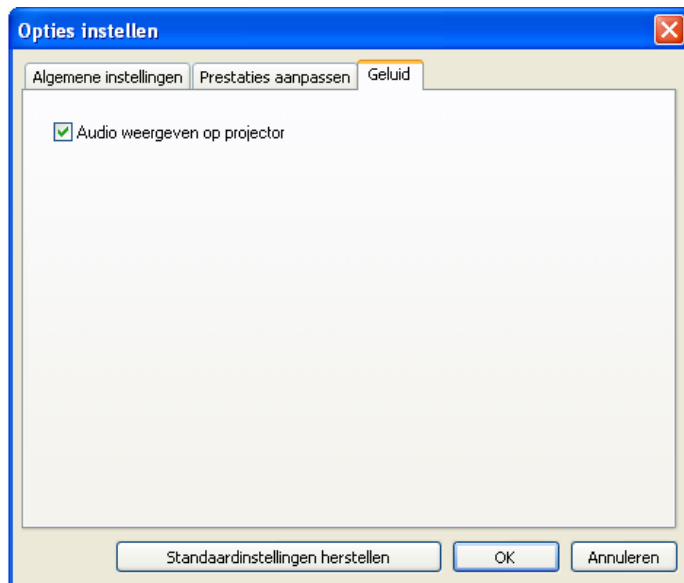 Opties instellen
Algemene instellingen Prestaties aanpassen Geluid
Audio weergeven op projector
Standaardinstellingen herstellen OK Annuleren